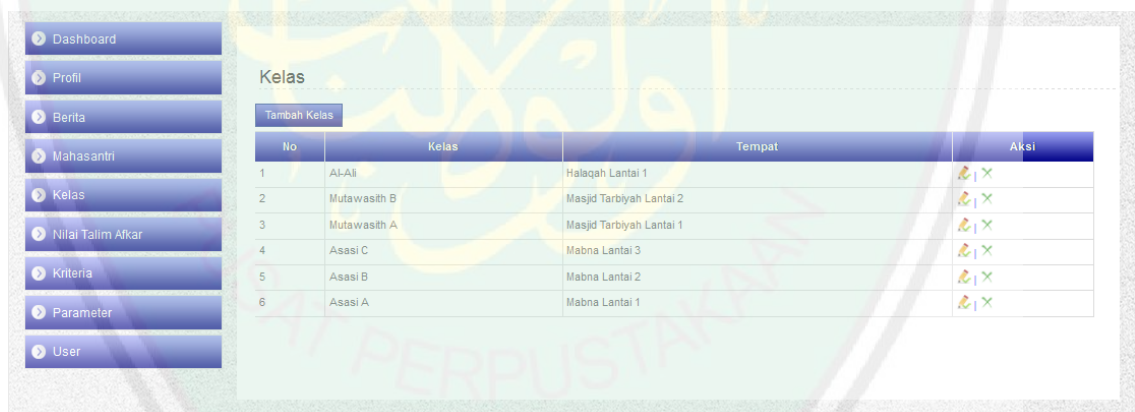 Dashboard
Profil
Berita
Mahasantri
Kelas
Nilai Talim Afkar
Kriteria
Parameter
User
Kelas
Tambah Kelas
No Kelas Tempat Aksi
1 Al-Ali Halaqah Lantai 1
2 Mutawasith B Masjid Tarbiyah Lantai 2
3 Mutawasith A Masjid Tarbiyah Lantai 1
4 Asasi C Mabna Lantai 3
5 Asasi B Mabna Lantai 2
6 Asasi A Mabna Lantai 1
PUSAT PERPUSTAKAAN